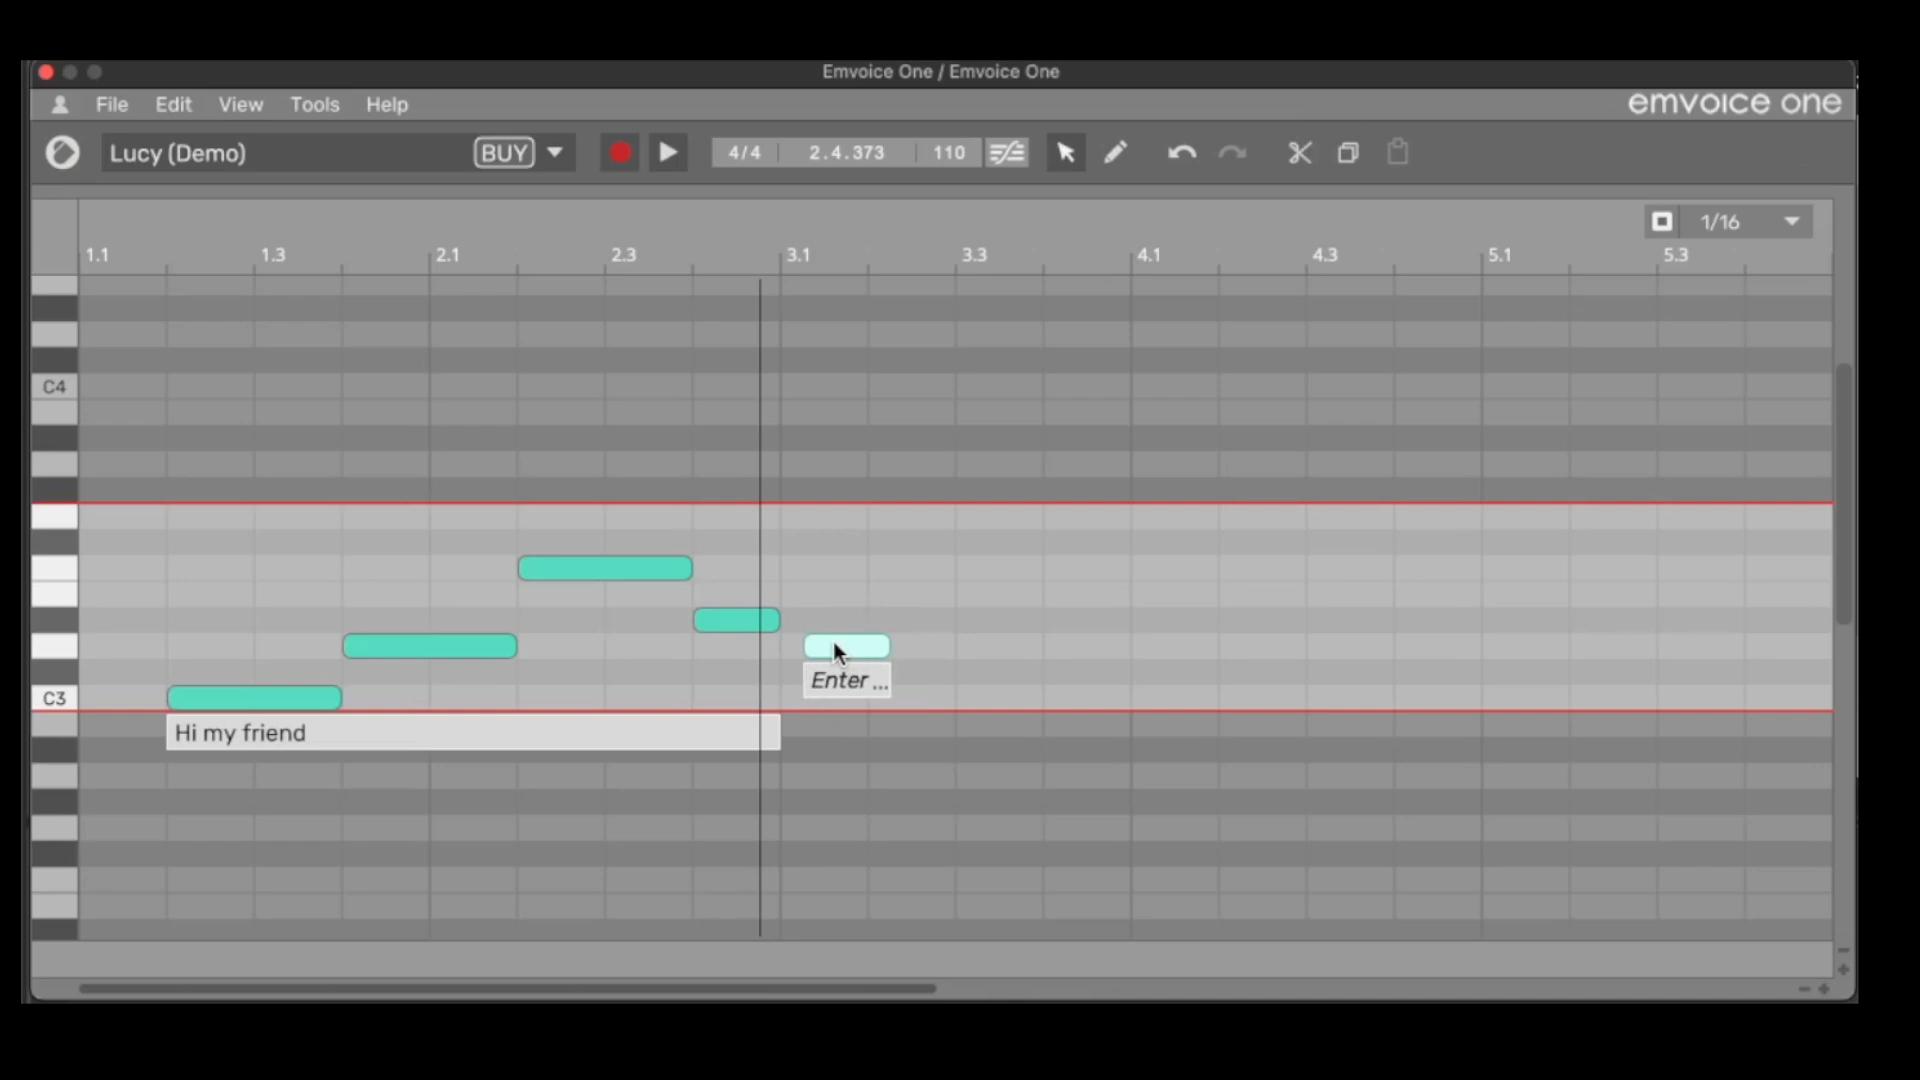 Emvoice One / Emvoice One
File Edit View Tools Help
emvoice one
Lucy (Demo) BUY 4/4 2.4.373 110
1/16
1.1 1.3 2.1 2.3 3.1 3.3 4.1 4.3 5.1 5.3
C4
Enter ...
C3
Hi my friend